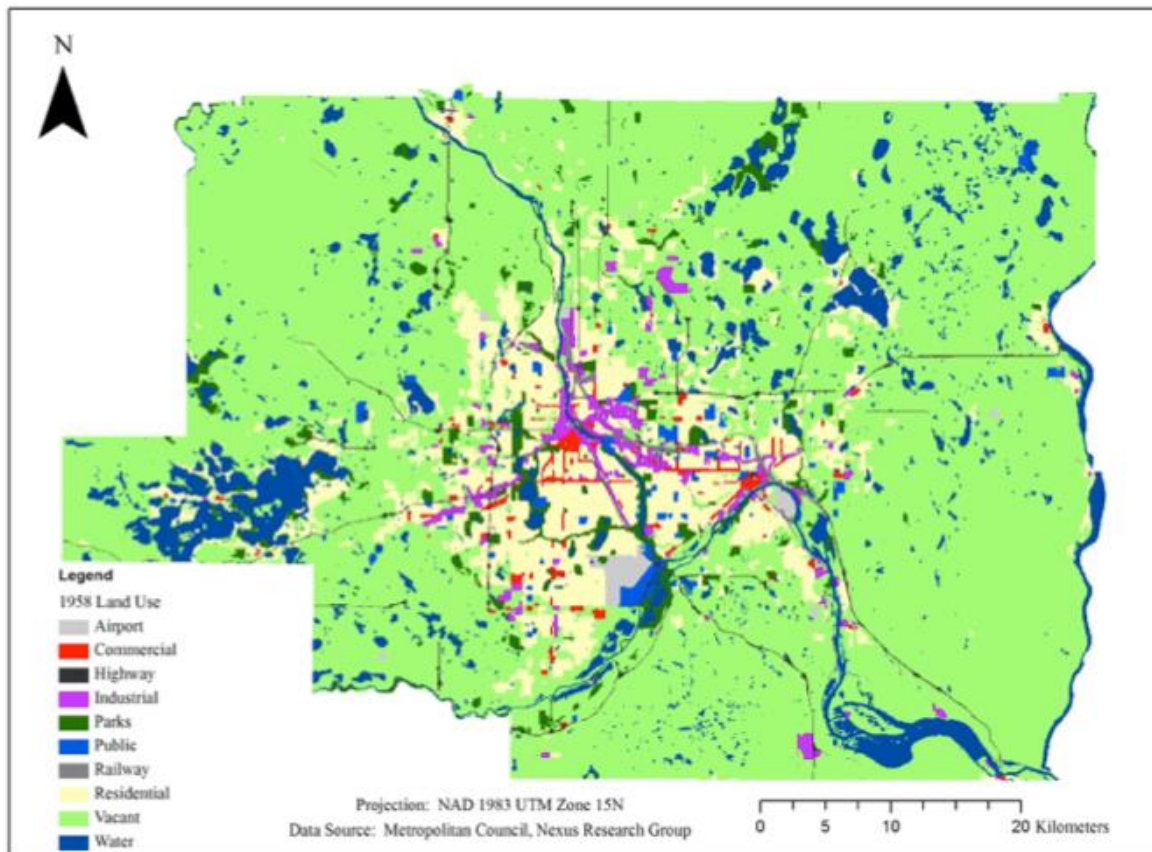 N
Legend
1958 Land Use
Airport
Commercial
Highway
Industrial
Parks
Public
Railway
Residential
Vacant
Water
Projection: NAD 1983 UTM Zone 15N
Data Source: Metropolitan Council, Nexus Research Group
0 5 10 20 Kilometers